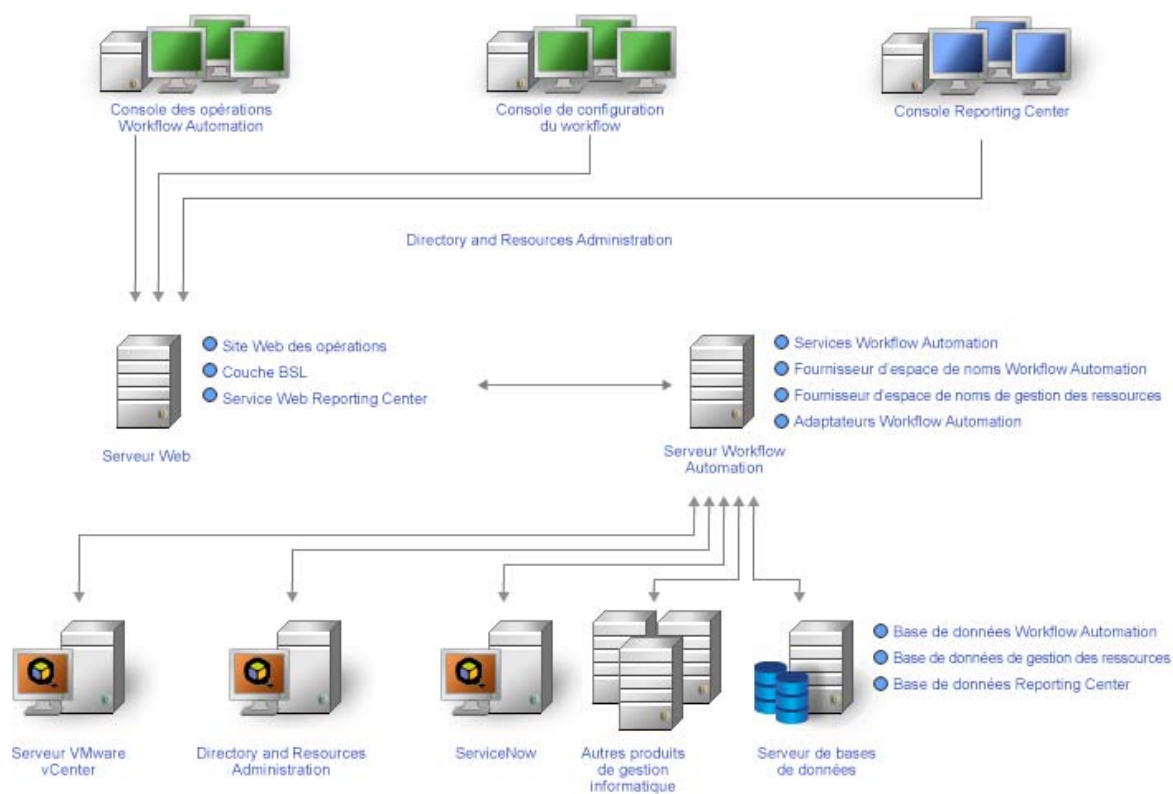 Console des opérations
Workflow Automation
Console de configuration
du workflow
Console Reporting Center
Directory and Resources Administration
Site Web des opérations
Couche BSL
Service Web Reporting Center
Serveur Web
Services Workflow Automation
Fournisseur d'espace de noms Workflow Automation
Fournisseur d'espace de noms de gestion des ressources
Adaptateurs Workflow Automation
Serveur Workflow
Automation
Serveur VMware
vCenter
Directory and Resources
Administration
ServiceNow
Autres produits
de gestion
informatique
Serveur de bases
de données
Base de données Workflow Automation
Base de données de gestion des ressources
Base de données Reporting Center